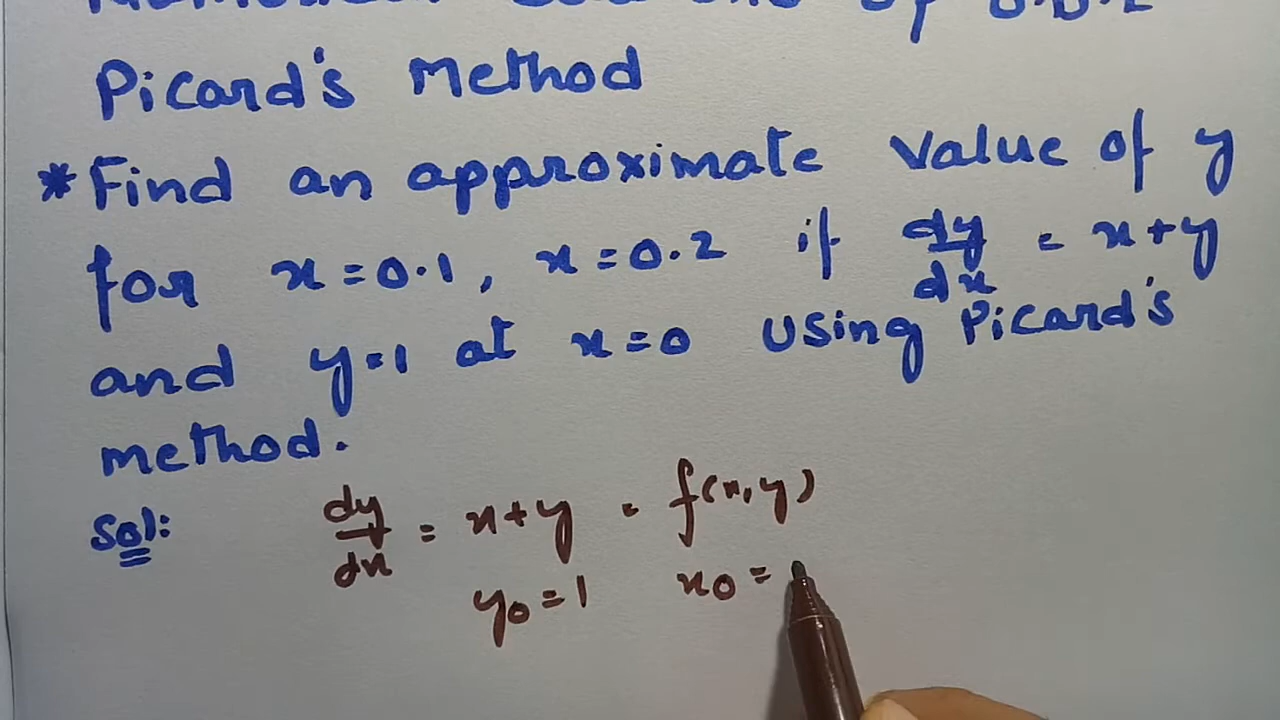 Picard's Method
* Find an approximate value of y
for x = 0.1, x = 0.2 if dy/dx = x + y
and y = 1 at x = 0 using Picard's
method.
Sol: dy/dx = x + y = f(x, y)
y0 = 1 x0 =